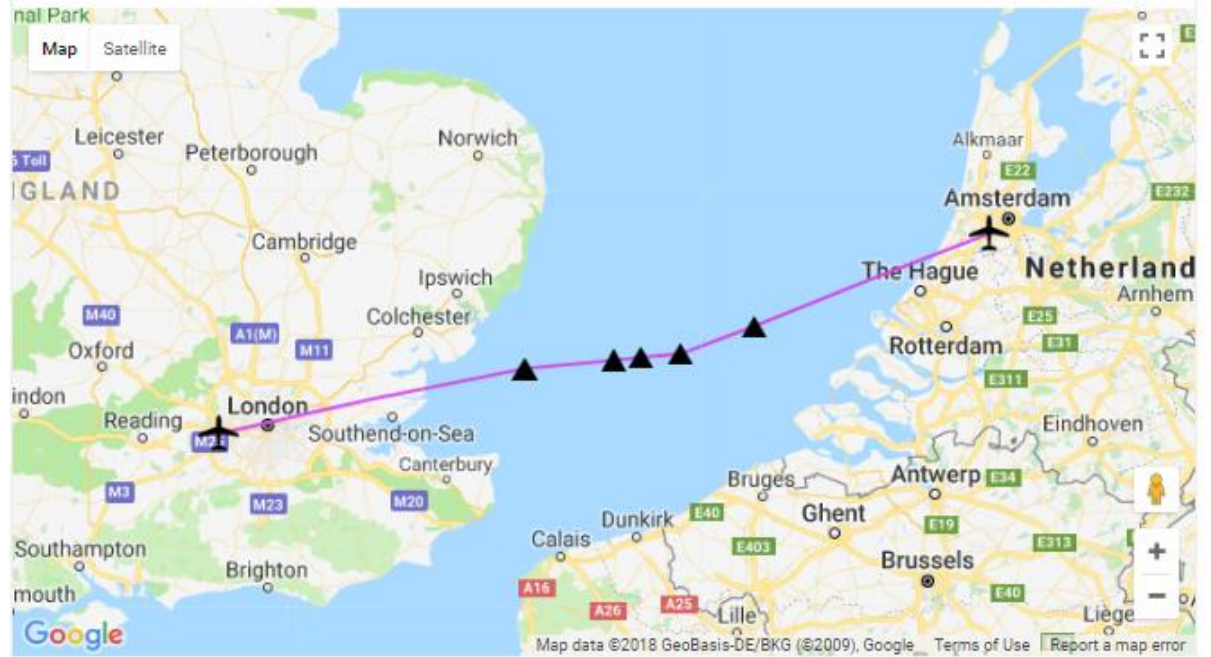 nal Park
Map Satellite
Leicester
Peterborough
Norwich
Alkmaar
Toll
E22
E232
IGLAND
Amsterdam
Cambridge
The Hague
Netherland
Ipswich
Arnhem
M40
Colchester
E25
A1(M)
M11
Oxford
Rotterdam
E31
E311
indon
London
Reading
Southend-on-Sea
Eindhoven
Canterbury
Antwerp
E34
Bruges
M3
M23
M20
Ghent
Dunkirk
E40
E19
Calais
E403
E313
Southampton
Brussels
Brighton
mouth
A16
E40
A26
A25
Lille
Liège
Google
Map data ©2018 GeoBasis-DE/BKG (©2009), Google Terms of Use Report a map error